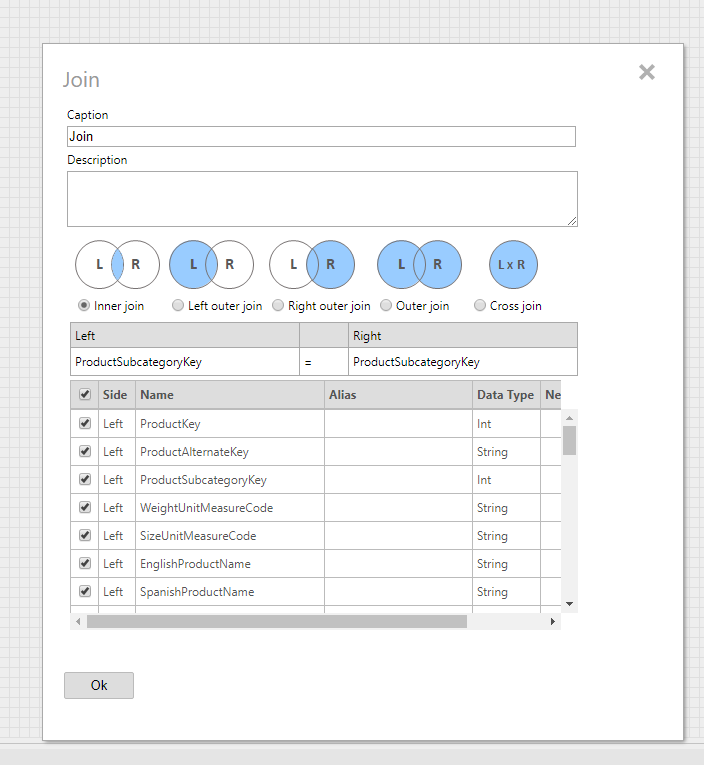 Join
Caption
Join
Description
L R L R L R L R L x R
Inner join Left outer join Right outer join Outer join Cross join
Left Right
ProductSubcategoryKey = ProductSubcategoryKey
Side Name Alias Data Type Ne
Left ProductKey Int
Left ProductAlternateKey String
Left ProductSubcategoryKey Int
Left WeightUnitMeasureCode String
Left SizeUnitMeasureCode String
Left EnglishProductName String
Left SpanishProductName String
Ok